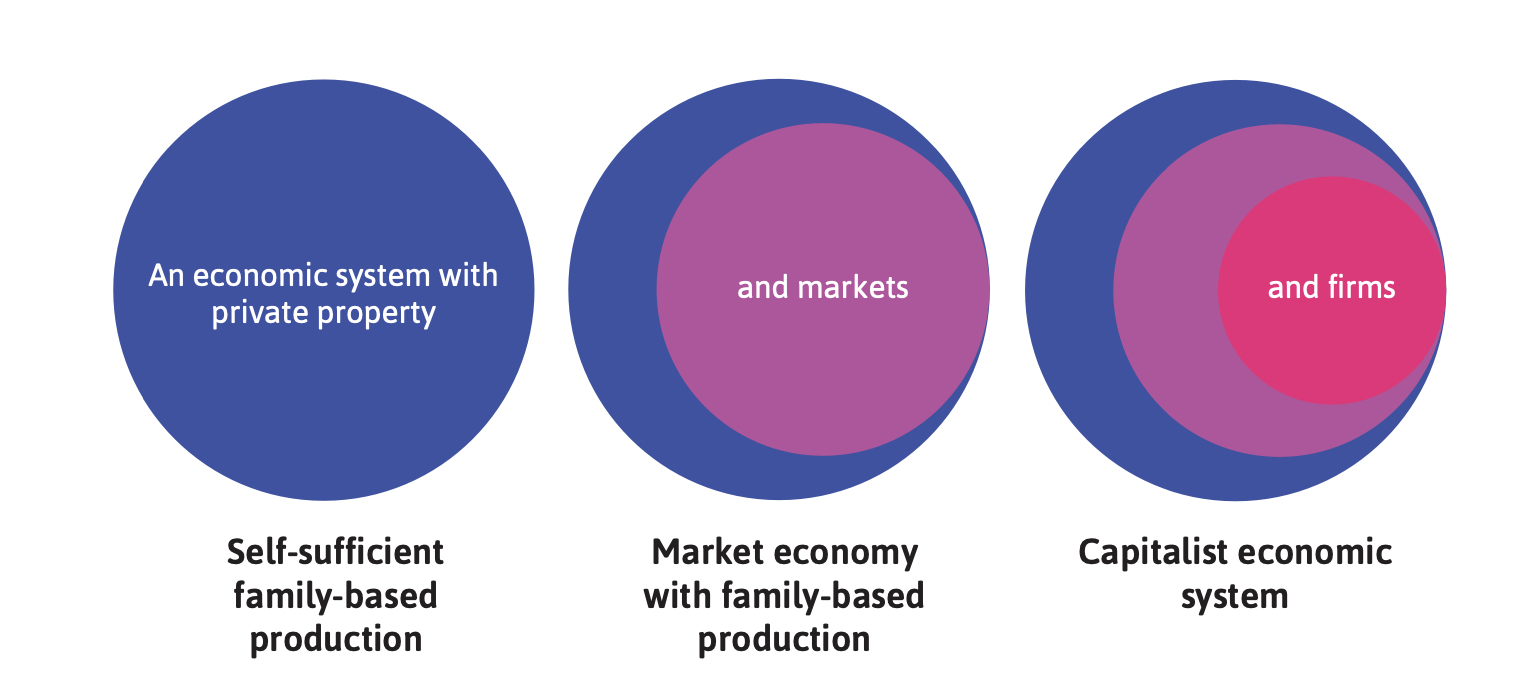 An economic system with
private property
and markets
and firms
Self-sufficient
family-based
production
Market economy
with family-based
production
Capitalist economic
system